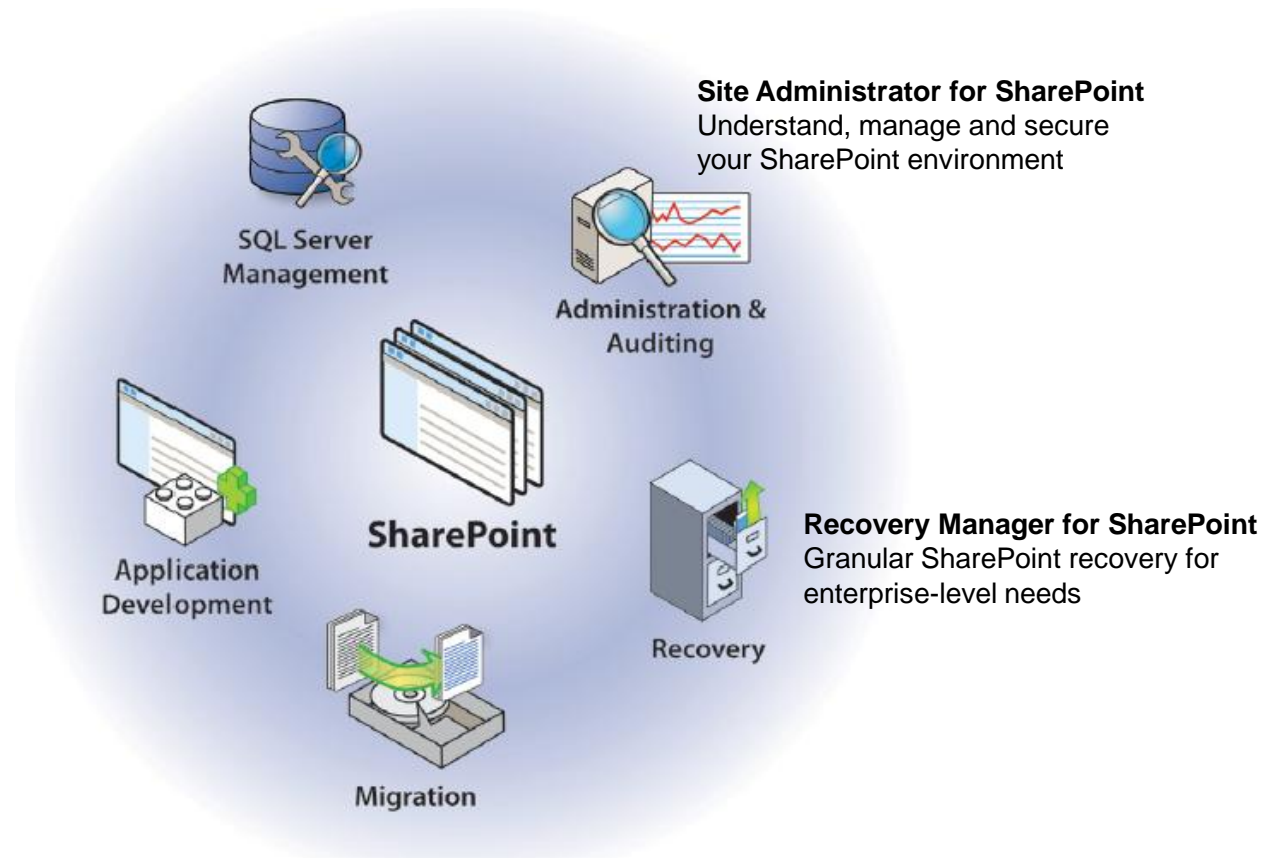 Site Administrator for SharePoint
Understand, manage and secure
your SharePoint environment
SQL Server
Management
Administration &
Auditing
SharePoint
Recovery Manager for SharePoint
Granular SharePoint recovery for
enterprise-level needs
Application
Development
Recovery
Migration